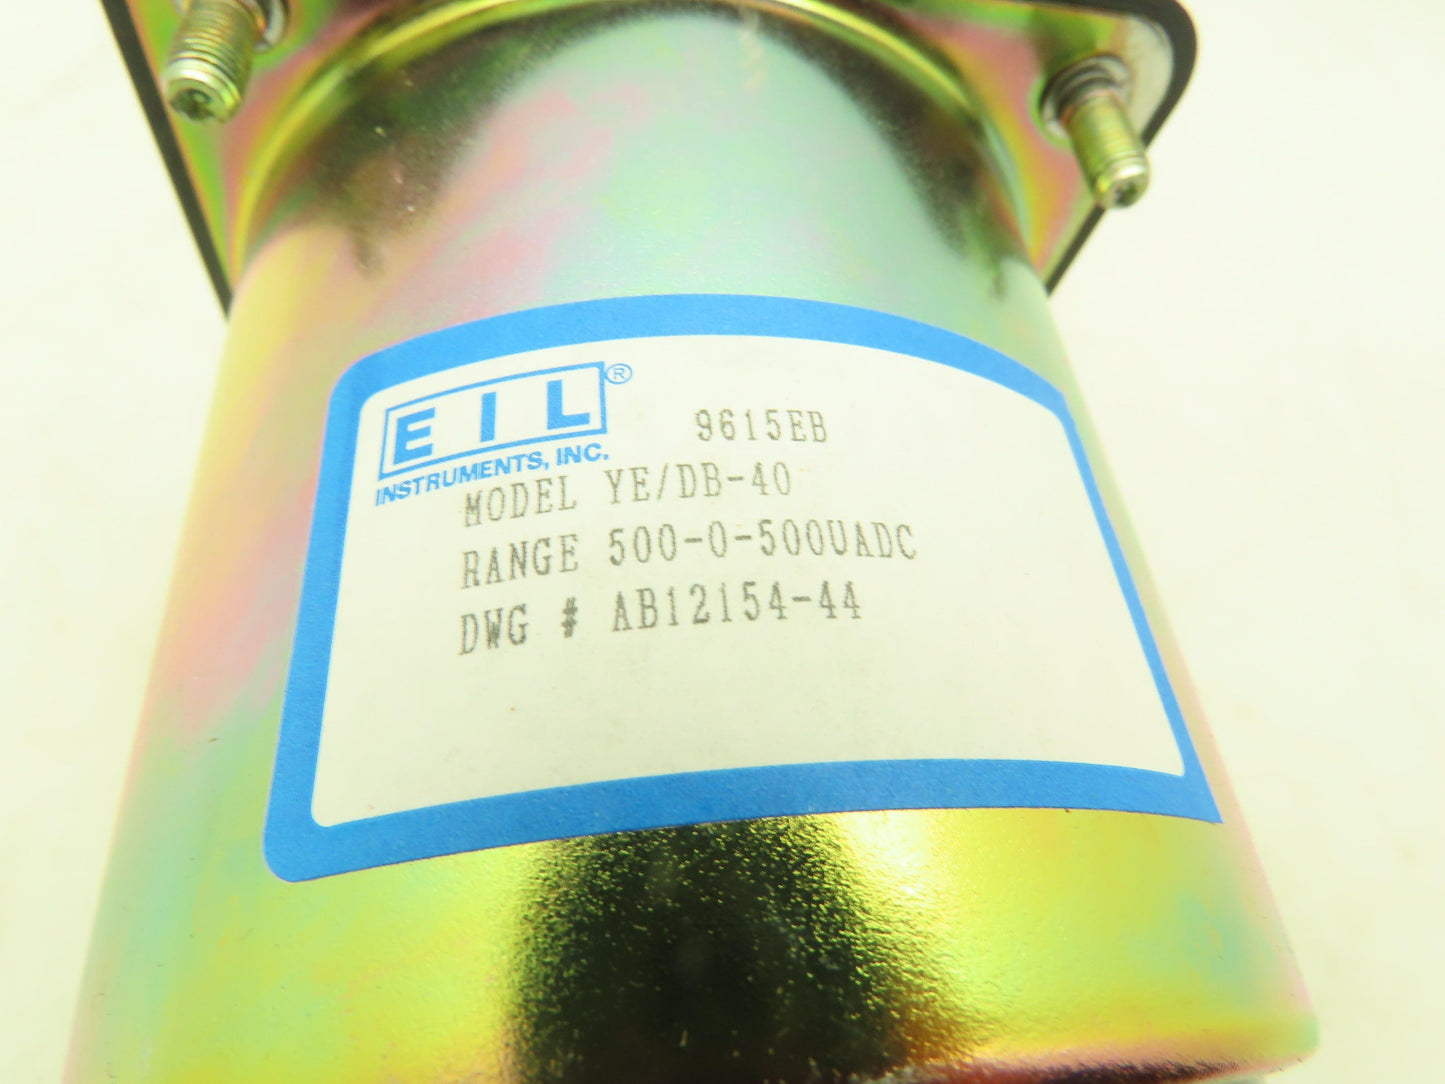 EIL®
INSTRUMENTS, INC.
9615EB
MODEL YE/DB-40
RANGE 500-0-500UADC
DWG # AB12154-44